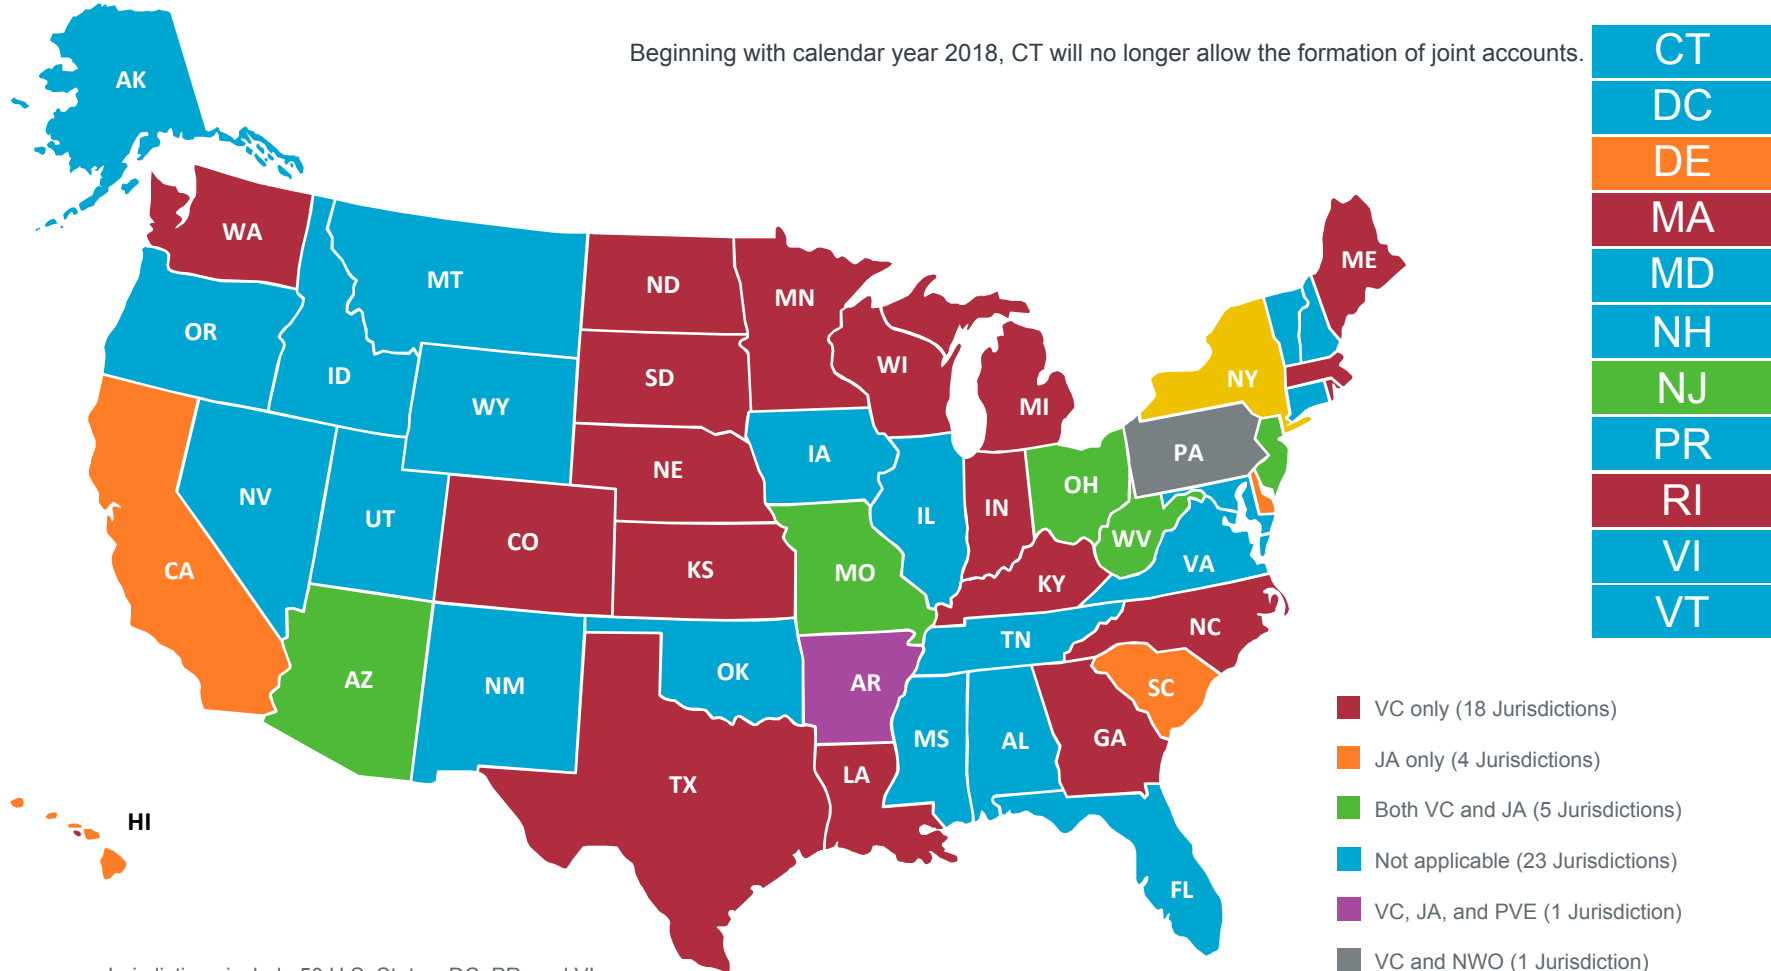 AK
Beginning with calendar year 2018, CT will no longer allow the formation of joint accounts.
CT
DC
DE
MA
MD
NH
NJ
PR
RI
VI
VT
WA
MT
ND
MN
ME
OR
ID
WY
SD
WI
MI
NY
NV
UT
CO
NE
IA
IL
IN
OH
PA
CA
KS
MO
KY
WV
VA
AZ
NM
OK
AR
TN
NC
SC
TX
LA
MS
AL
GA
FL
HI
VC only (18 Jurisdictions)
JA only (4 Jurisdictions)
Both VC and JA (5 Jurisdictions)
Not applicable (23 Jurisdictions)
VC, JA, and PVE (1 Jurisdiction)
VC and NWO (1 Jurisdiction)